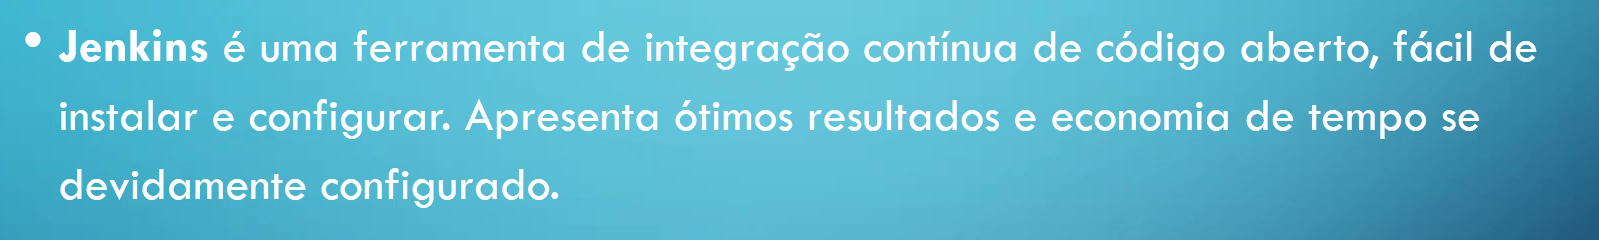 • Jenkins é uma ferramenta de integração contínua de código aberto, fácil de
instalar e configurar. Apresenta ótimos resultados e economia de tempo se
devidamente configurado.